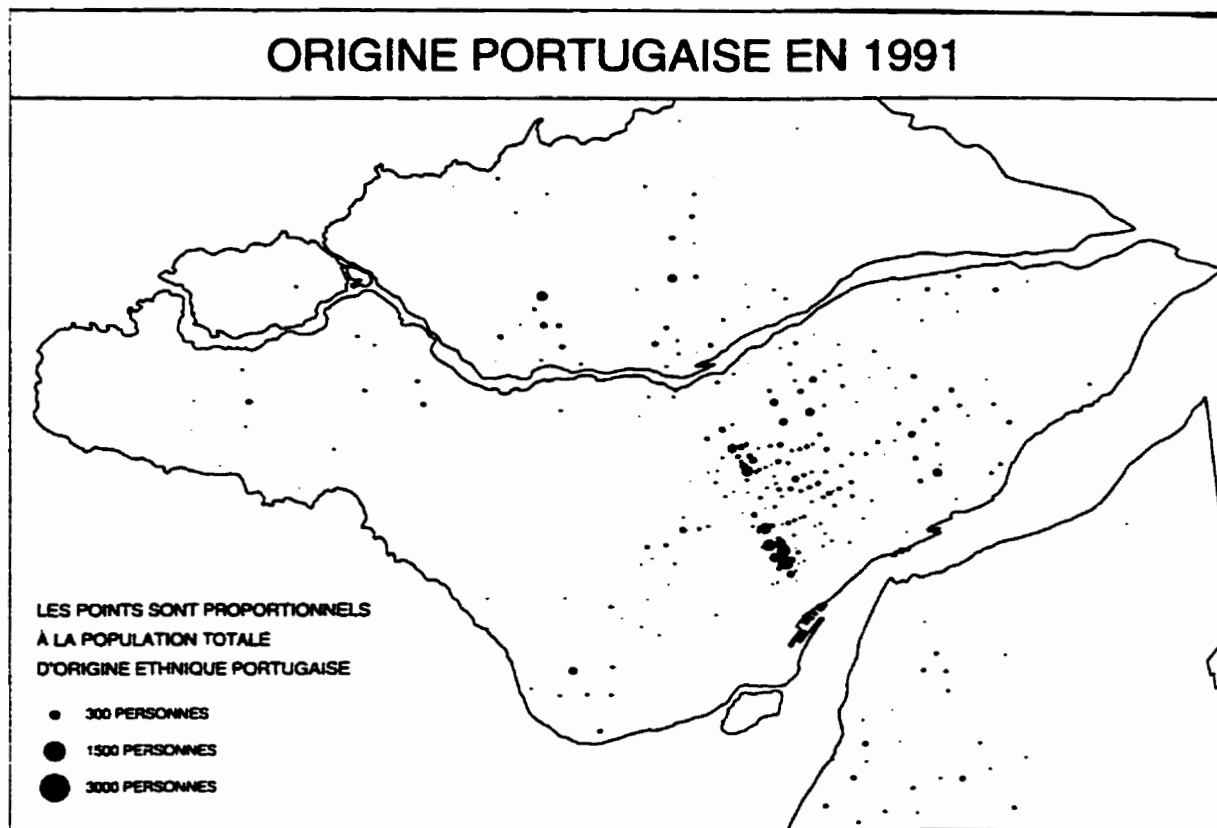 ORIGINE PORTUGAISE EN 1991
LES POINTS SONT PROPORTIONNELS
À LA POPULATION TOTALE
D'ORIGINE ETHNIQUE PORTUGAISE
300 PERSONNES
1500 PERSONNES
3000 PERSONNES